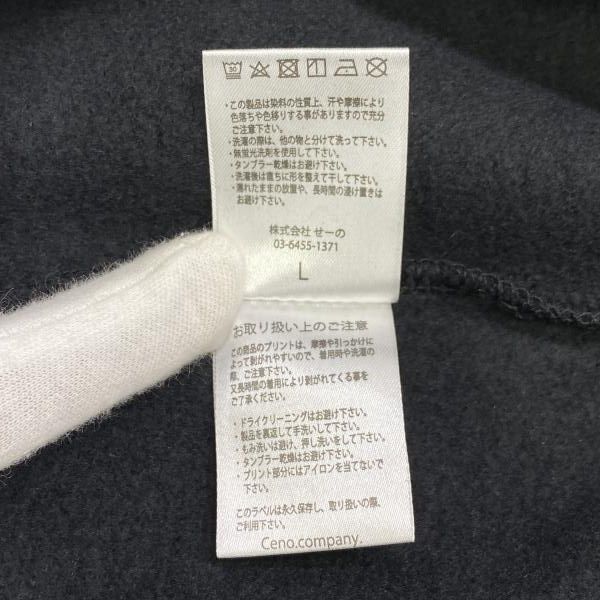 30
・この製品は染料の性質上、汗や摩擦により
色落ちや色移りする事がありますので充分
ご注意下さい。
・洗濯の際は、他の物と分けて洗って下さい。
・無蛍光洗剤を使用して下さい。
・タンブラー乾燥はお避け下さい。
・洗濯後は直ちに形を整えて干して下さい。
・濡れたままの放置や、長時間の浸け置きは
お避け下さい。
株式会社 せーの
03-6455-1371
L
お取り扱い上のご注意
この商品のプリントは、摩擦や引っかけに
よって剥がれやすいので、着用時や洗濯の
際、ご注意下さい。
又長時間の着用により剥がれてくる事を
ご了承ください。
・ドライクリーニングはお避け下さい。
・製品を裏返して手洗いして下さい。
・もみ洗いは避け、押し洗いをして下さい。
・タンブラー乾燥はお避け下さい。
・プリント部分にはアイロンを当てないで
下さい。
このラベルは永久保存し、取り扱いの際、
ご利用下さい。
Ceno.company.